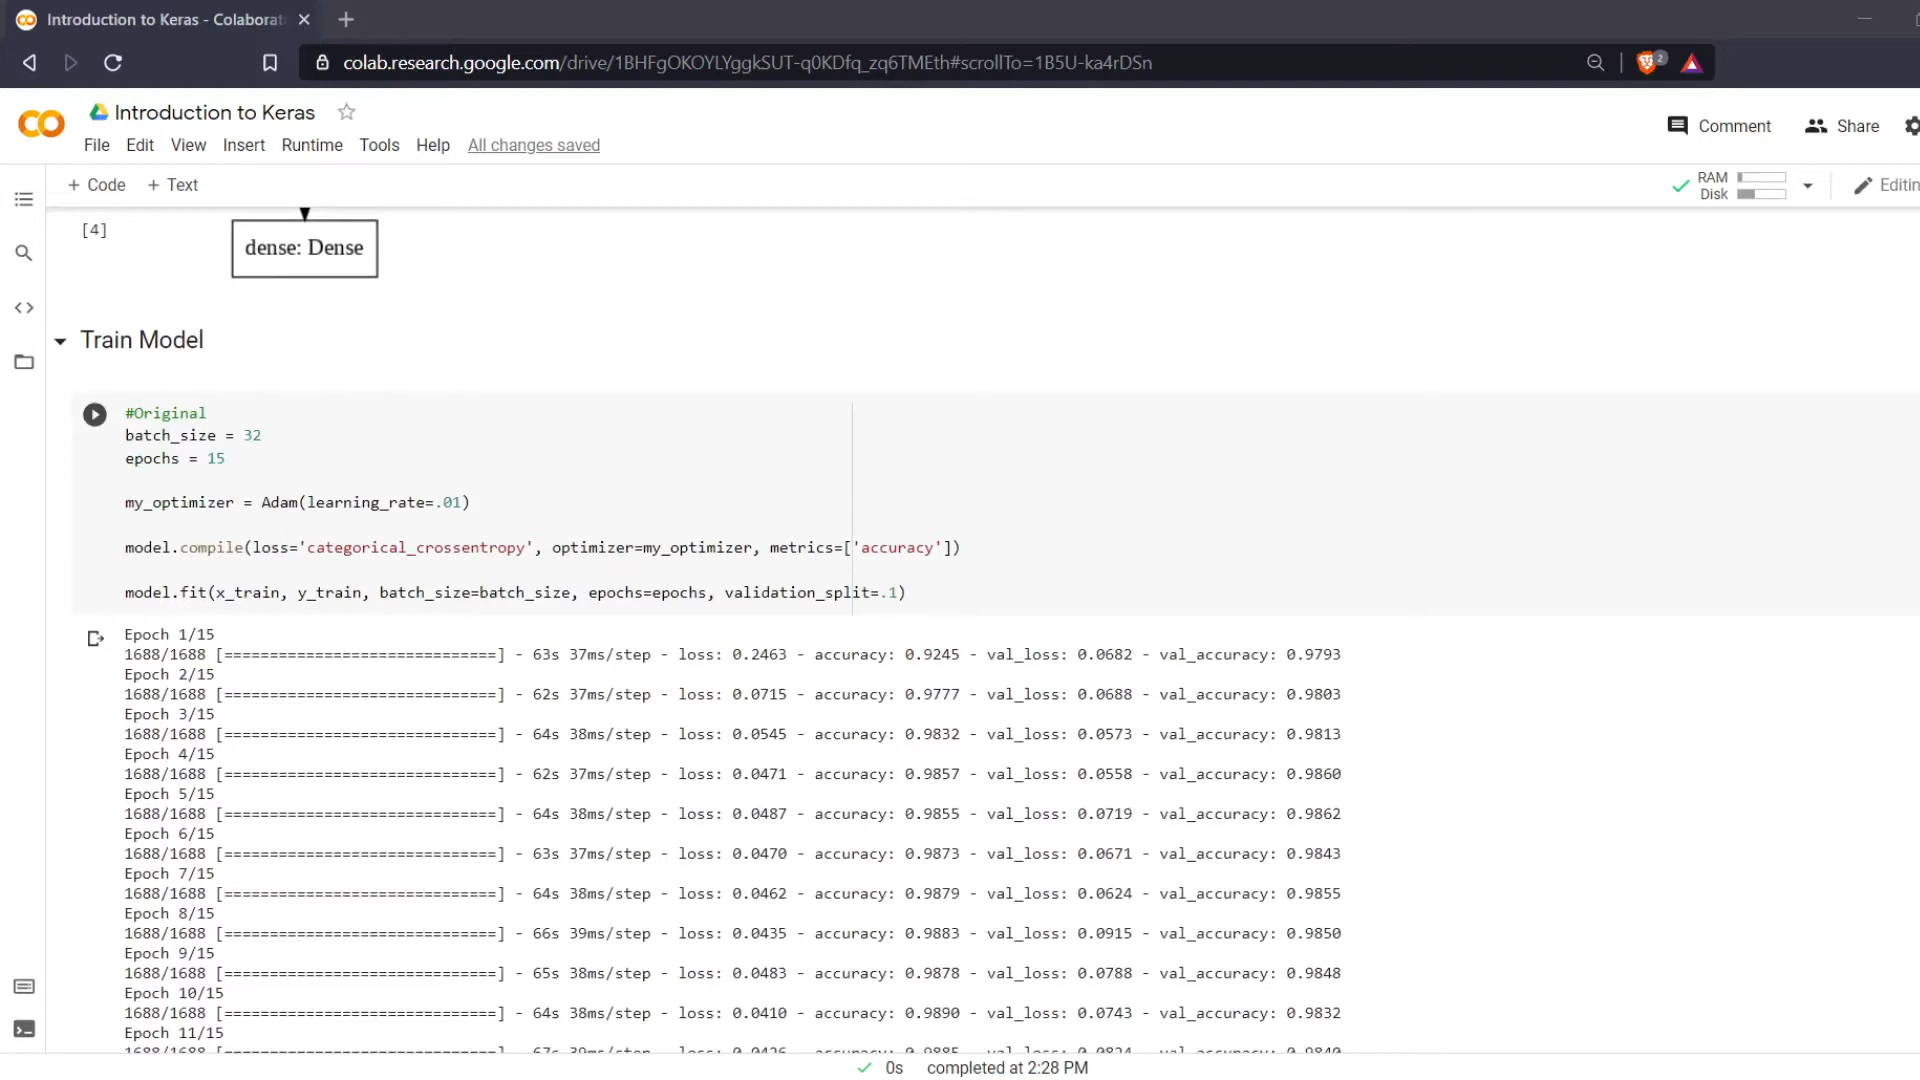 Introduction to Keras - Colaborat
colab.research.google.com/drive/1BHFgOKOYLYggkSUT-q0KDfq_zq6TMEth#scrollTo=1B5U-ka4rDSn
2
Introduction to Keras
File Edit View Insert Runtime Tools Help All changes saved
Comment Share
+ Code + Text
RAM
Disk
Editin
[4]
dense: Dense
Train Model
#Original
batch_size = 32
epochs = 15
my_optimizer = Adam(learning_rate=.01)
model.compile(loss='categorical_crossentropy', optimizer=my_optimizer, metrics=['accuracy'])
model.fit(x_train, y_train, batch_size=batch_size, epochs=epochs, validation_split=.1)
Epoch 1/15
1688/1688 [==============================] - 63s 37ms/step - loss: 0.2463 - accuracy: 0.9245 - val_loss: 0.0682 - val_accuracy: 0.9793
Epoch 2/15
1688/1688 [==============================] - 62s 37ms/step - loss: 0.0715 - accuracy: 0.9777 - val_loss: 0.0688 - val_accuracy: 0.9803
Epoch 3/15
1688/1688 [==============================] - 64s 38ms/step - loss: 0.0545 - accuracy: 0.9832 - val_loss: 0.0573 - val_accuracy: 0.9813
Epoch 4/15
1688/1688 [==============================] - 62s 37ms/step - loss: 0.0471 - accuracy: 0.9857 - val_loss: 0.0558 - val_accuracy: 0.9860
Epoch 5/15
1688/1688 [==============================] - 64s 38ms/step - loss: 0.0487 - accuracy: 0.9855 - val_loss: 0.0719 - val_accuracy: 0.9862
Epoch 6/15
1688/1688 [==============================] - 63s 37ms/step - loss: 0.0470 - accuracy: 0.9873 - val_loss: 0.0671 - val_accuracy: 0.9843
Epoch 7/15
1688/1688 [==============================] - 64s 38ms/step - loss: 0.0462 - accuracy: 0.9879 - val_loss: 0.0624 - val_accuracy: 0.9855
Epoch 8/15
1688/1688 [==============================] - 66s 39ms/step - loss: 0.0435 - accuracy: 0.9883 - val_loss: 0.0915 - val_accuracy: 0.9850
Epoch 9/15
1688/1688 [==============================] - 65s 38ms/step - loss: 0.0483 - accuracy: 0.9878 - val_loss: 0.0788 - val_accuracy: 0.9848
Epoch 10/15
1688/1688 [==============================] - 64s 38ms/step - loss: 0.0410 - accuracy: 0.9890 - val_loss: 0.0743 - val_accuracy: 0.9832
Epoch 11/15
0s completed at 2:28 PM